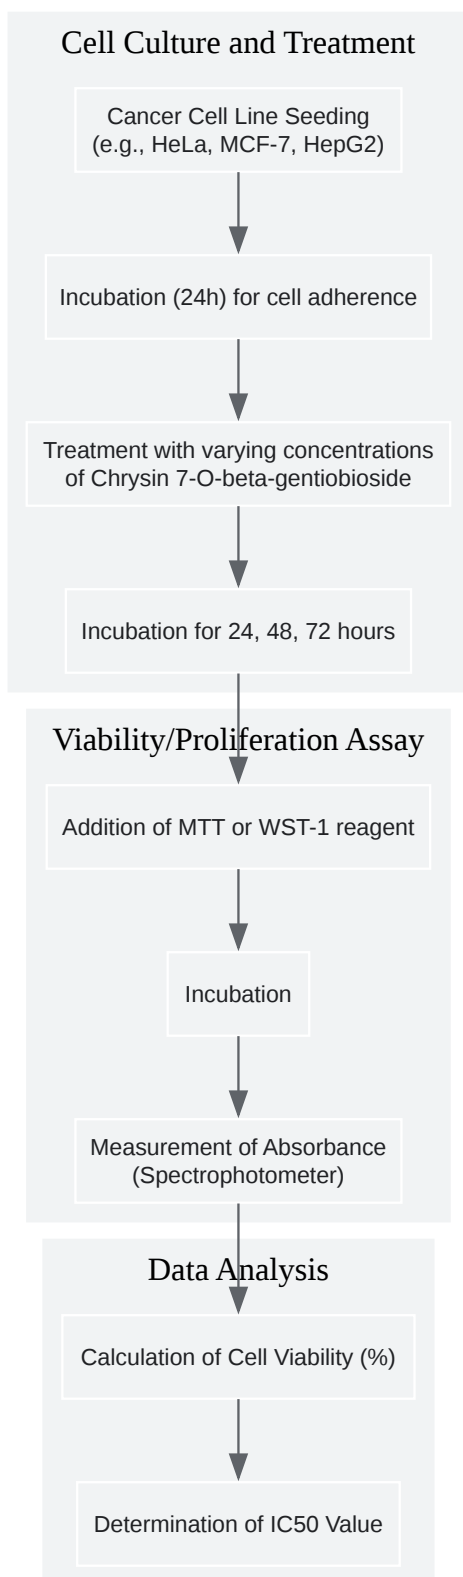 Cell Culture and Treatment
Cancer Cell Line Seeding
(e.g., HeLa, MCF-7, HepG2)
Incubation (24h) for cell adherence
Treatment with varying concentrations
of Chrysin 7-O-beta-gentiobioside
Incubation for 24, 48, 72 hours
Viability/Proliferation Assay
Addition of MTT or WST-1 reagent
Incubation
Measurement of Absorbance
(Spectrophotometer)
Data Analysis
Calculation of Cell Viability (%)
Determination of IC50 Value